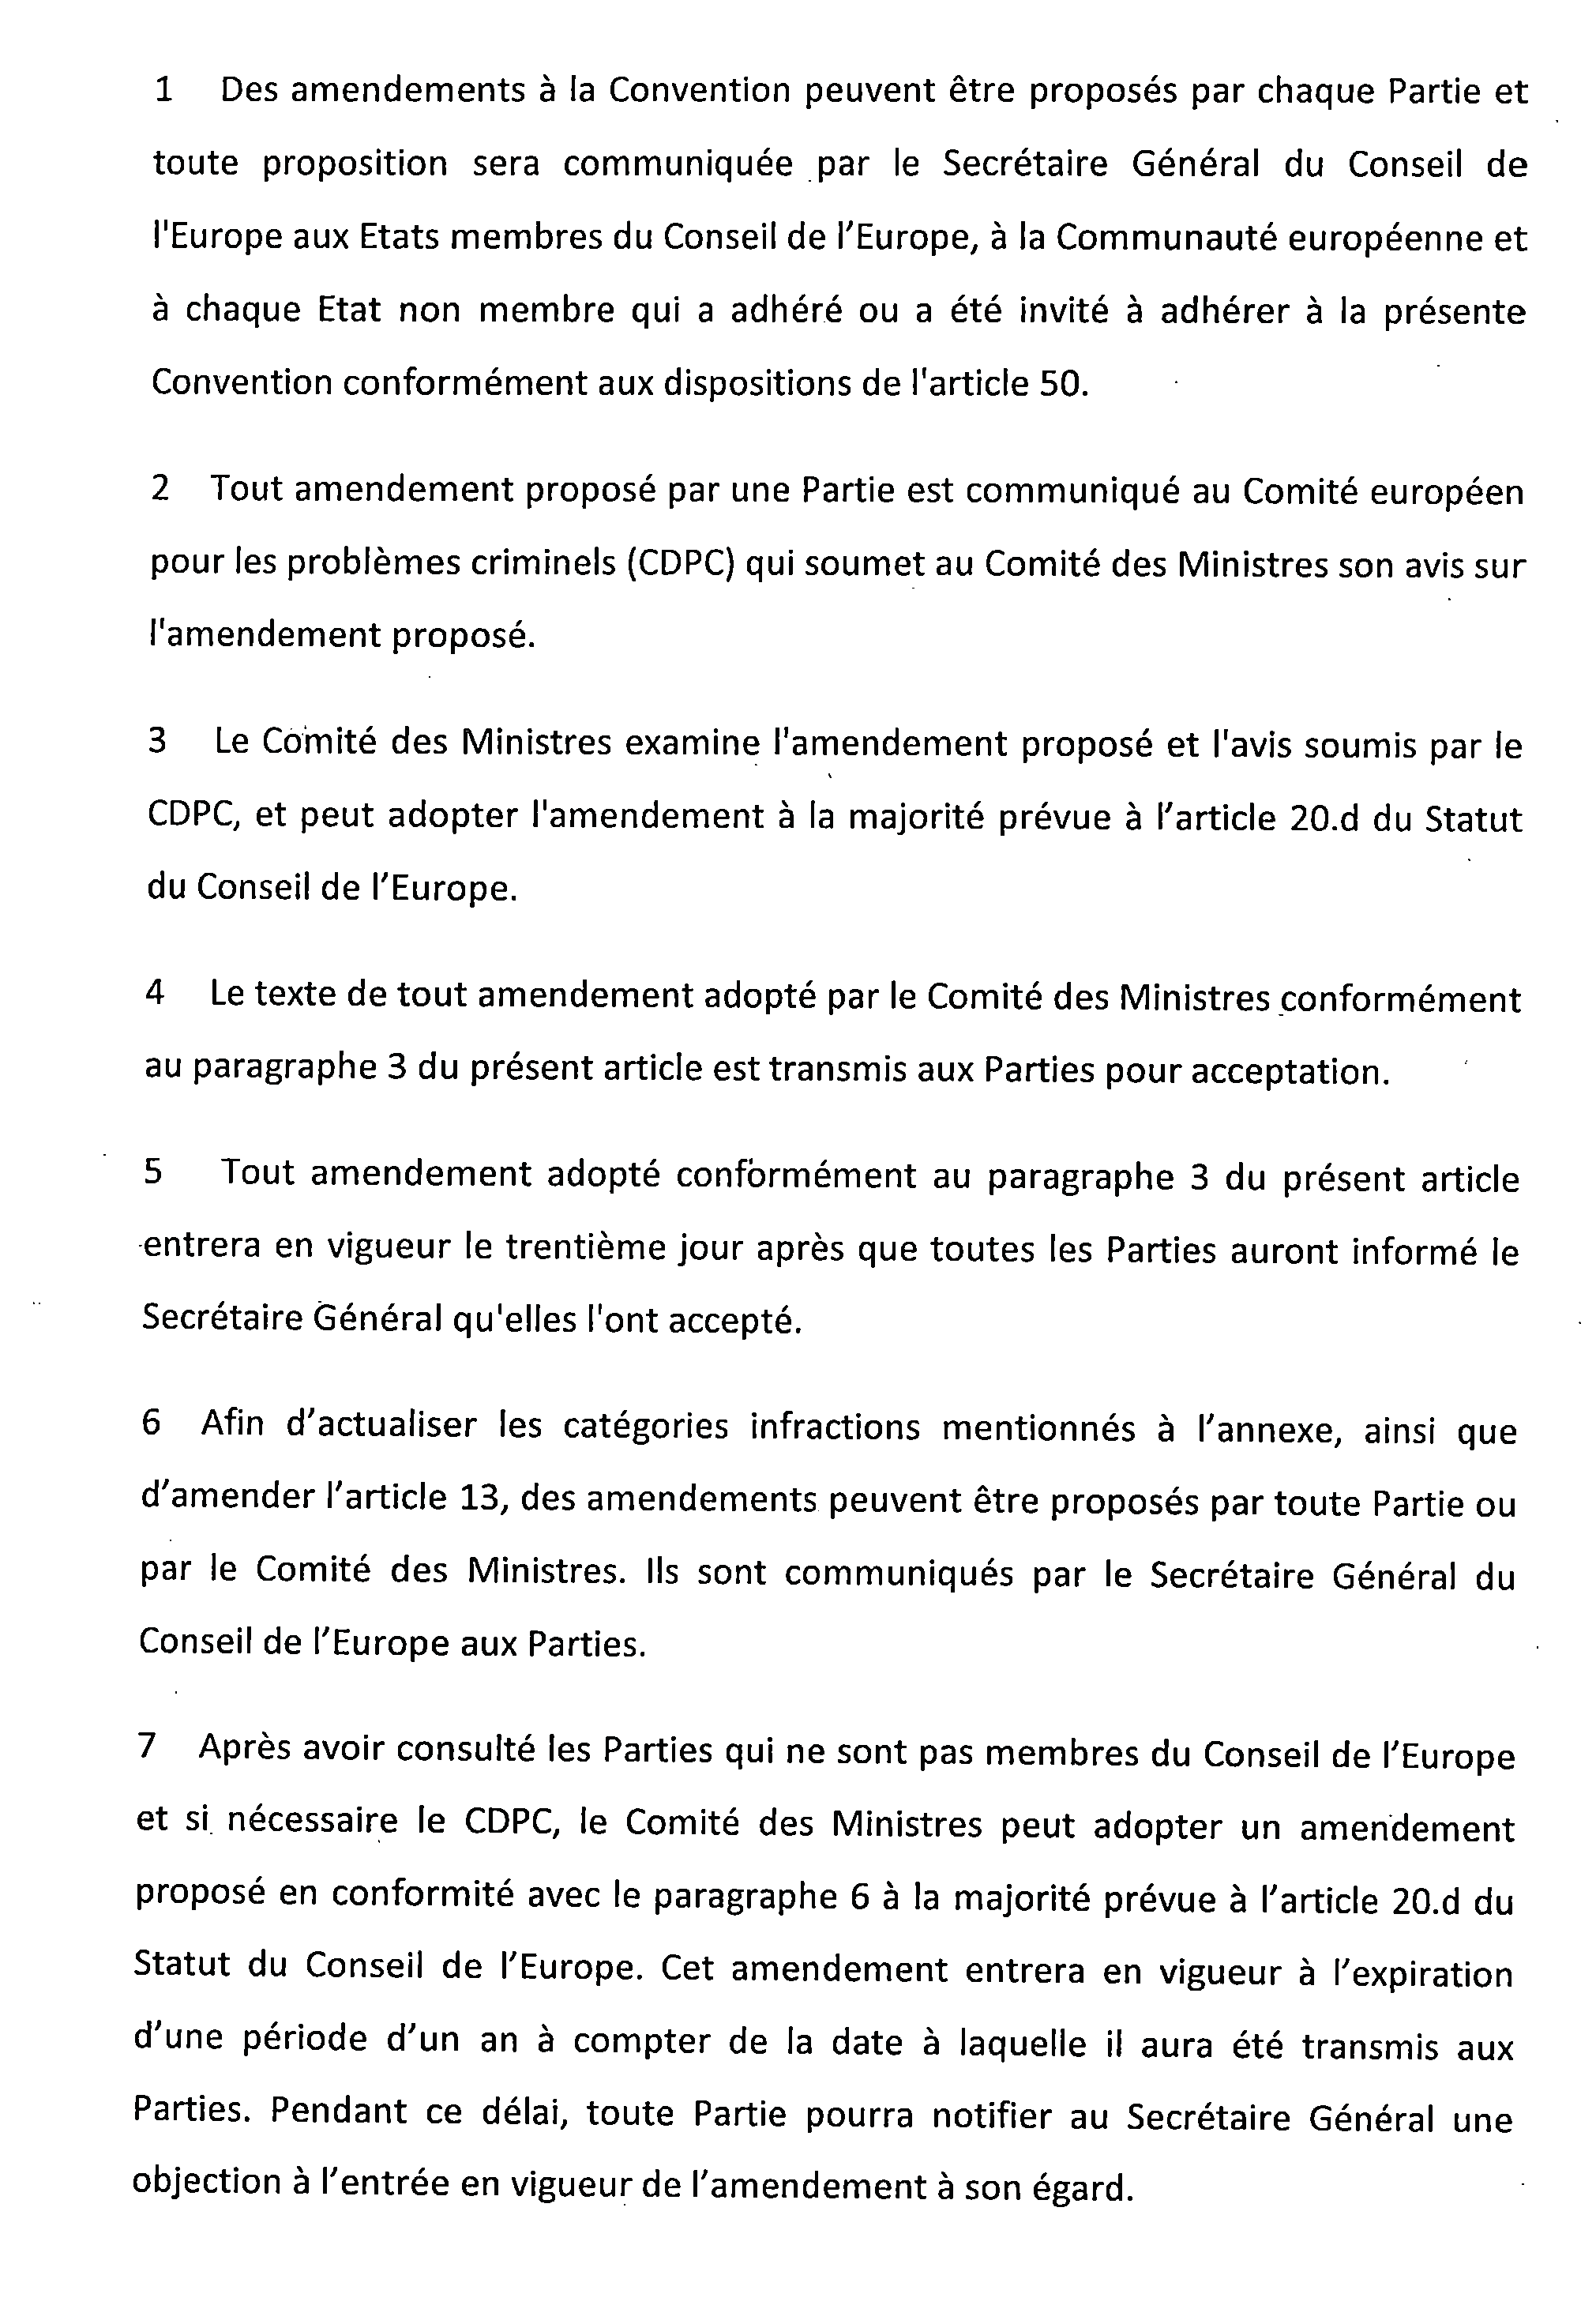 1 Des amendements à la Convention peuvent être proposés par chaque Partie et
toute proposition sera communiquée par le Secrétaire Général du Conseil de
l'Europe aux Etats membres du Conseil de l'Europe, à la Communauté européenne et
à chaque Etat non membre qui a adhéré ou a été invité à adhérer à la présente
Convention conformément aux dispositions de l'article 50.
2 Tout amendement proposé par une Partie est communiqué au Comité européen
pour les problèmes criminels (CDPC) qui soumet au Comité des Ministres son avis sur
l'amendement proposé.
3 Le Comité des Ministres examine l'amendement proposé et l'avis soumis par le
CDPC, et peut adopter l'amendement à la majorité prévue à l'article 20.d du Statut
du Conseil de l'Europe.
4 Le texte de tout amendement adopté par le Comité des Ministres conformément
au paragraphe 3 du présent article est transmis aux Parties pour acceptation.
5 Tout amendement adopté conformément au paragraphe 3 du présent article
entrera en vigueur le trentième jour après que toutes les Parties auront informé le
Secrétaire Général qu'elles l'ont accepté.
6 Afin d'actualiser les catégories infractions mentionnés à l'annexe, ainsi que
d'amender l'article 13, des amendements peuvent être proposés par toute Partie ou
par le Comité des Ministres. Ils sont communiqués par le Secrétaire Général du
Conseil de l'Europe aux Parties.
7 Après avoir consulté les Parties qui ne sont pas membres du Conseil de l'Europe
et si nécessaire le CDPC, le Comité des Ministres peut adopter un amendement
proposé en conformité avec le paragraphe 6 à la majorité prévue à l'article 20.d du
Statut du Conseil de l'Europe. Cet amendement entrera en vigueur à l'expiration
d'une période d'un an à compter de la date à laquelle il aura été transmis aux
Parties. Pendant ce délai, toute Partie pourra notifier au Secrétaire Général une
objection à l'entrée en vigueur de l'amendement à son égard.